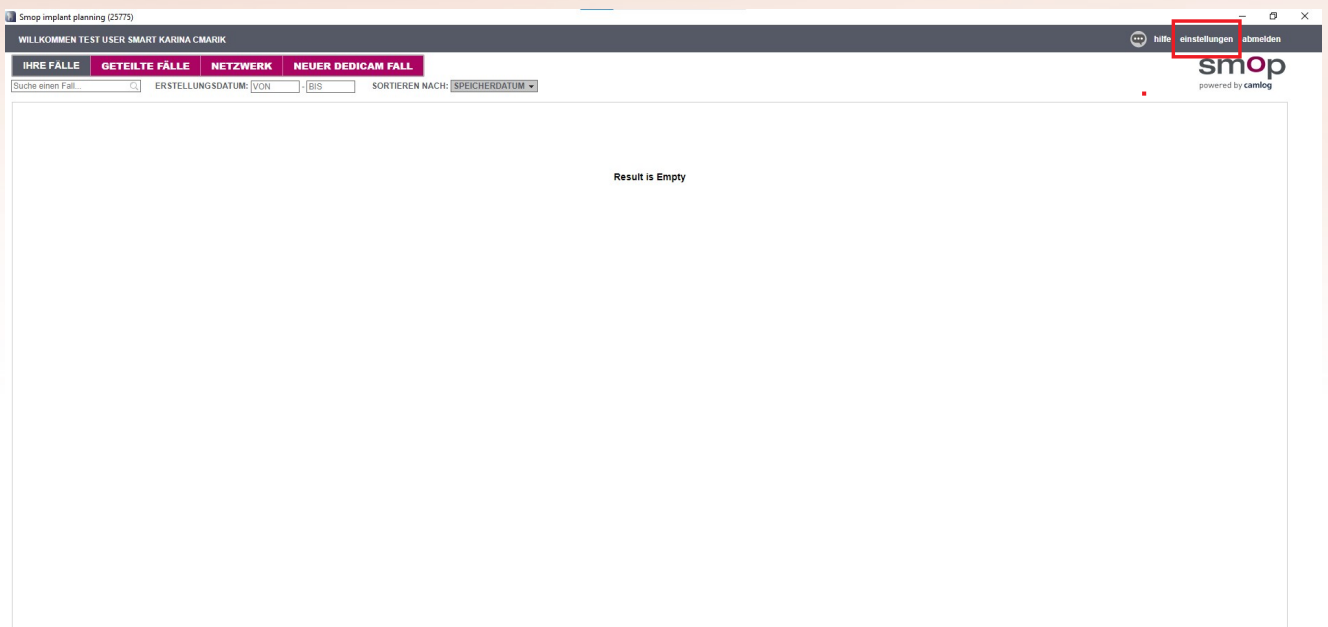 Smop implant planning (25775)
WILLKOMMEN TEST USER SMART KARINA CMARIK
hilfe einstellungen abmelden
IHRE FÄLLE GETEILTE FÄLLE NETZWERK NEUER DEDICAM FALL
smop
powered by camlog
Suche einen Fall... ERSTELLUNGSDATUM: VON - BIS SORTIEREN NACH: SPEICHERDATUM
Result is Empty